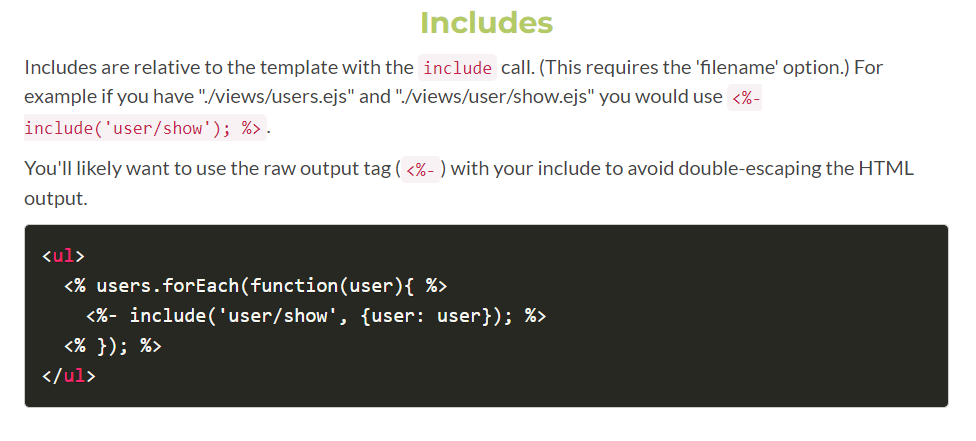 Includes
Includes are relative to the template with the include call. (This requires the 'filename' option.) For
example if you have "./views/users.ejs" and "./views/user/show.ejs" you would use <%-
include('user/show'); %>.
You'll likely want to use the raw output tag (<%-) with your include to avoid double-escaping the HTML
output.
<ul>
  <% users.forEach(function(user){ %>
    <%- include('user/show', {user: user}); %>
  <% }); %>
</ul>